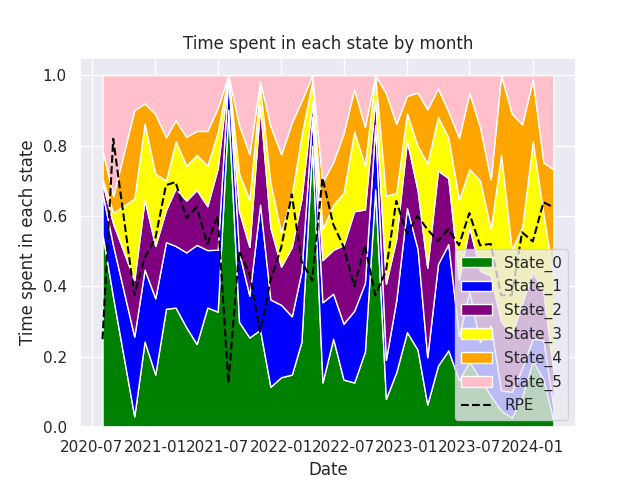 Time spent in each state by month
Time spent in each state
1.0
0.8
0.6
0.4
0.2
0.0
State_0
State_1
State_2
State_3
State_4
State_5
RPE
2020-07 2021-01 2021-07 2022-01 2022-07 2023-01 2023-07 2024-01
Date